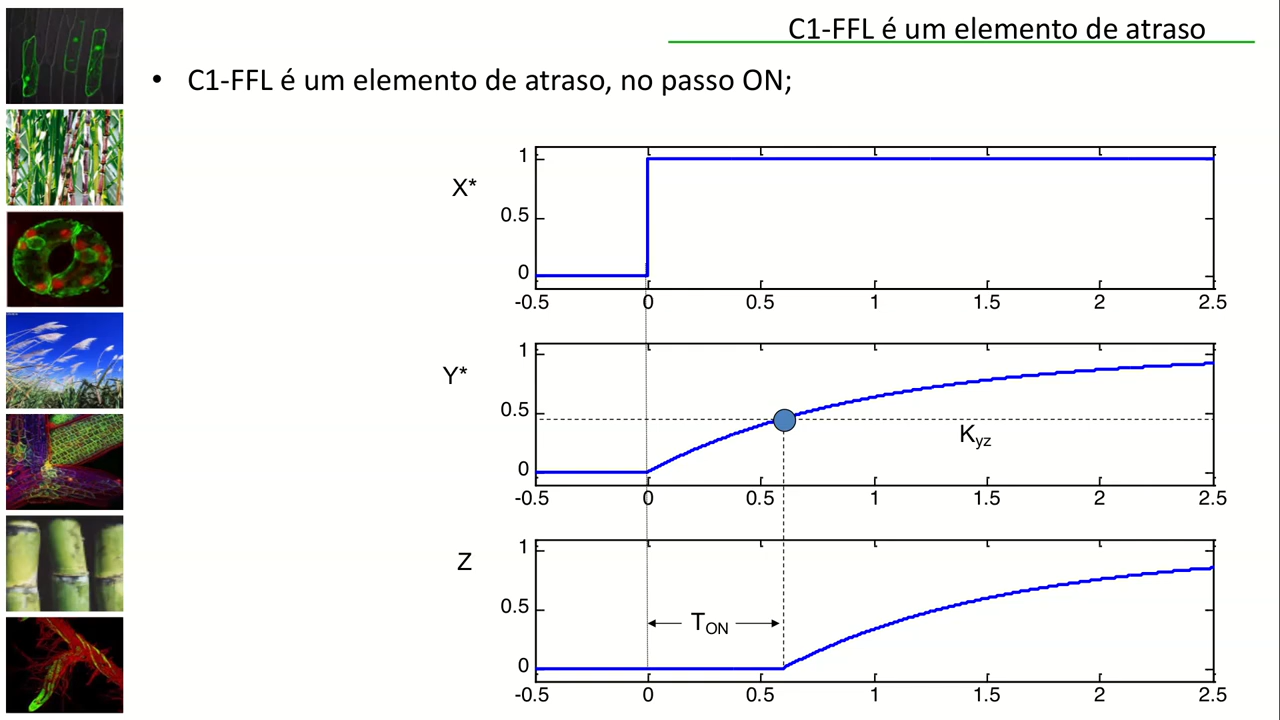 C1-FFL é um elemento de atraso
• C1-FFL é um elemento de atraso, no passo ON;
X*
1
0.5
0
-0.5 0 0.5 1 1.5 2 2.5
Y*
1
0.5
0
Kyz
-0.5 0 0.5 1 1.5 2 2.5
Z
1
0.5
0
TON
-0.5 0 0.5 1 1.5 2 2.5